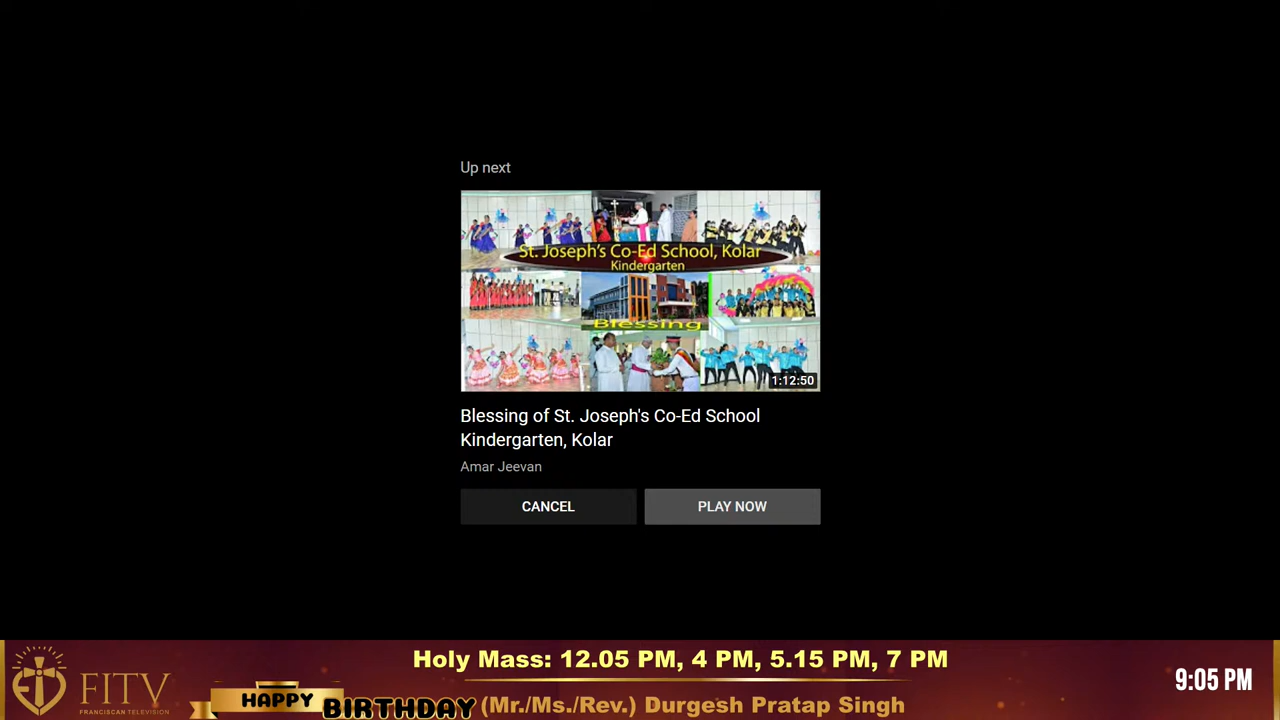 Up next
St. Joseph's Co-Ed School, Kolar
Kindergarten
Blessing
1:12:50
Blessing of St. Joseph's Co-Ed School
Kindergarten, Kolar
Amar Jeevan
CANCEL
PLAY NOW
Holy Mass: 12.05 PM, 4 PM, 5.15 PM, 7 PM
9:05 PM
FITV
FRANCISCAN TELEVISION
HAPPY BIRTHDAY (Mr./Ms./Rev.) Durgesh Pratap Singh